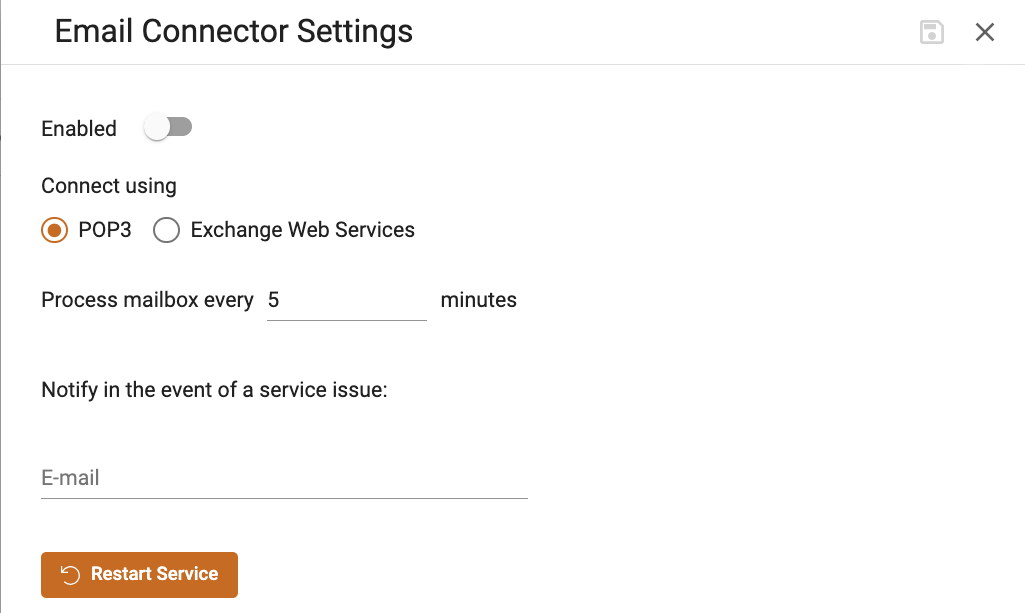 Email Connector Settings
Enabled
Connect using
POP3 Exchange Web Services
Process mailbox every 5 minutes
Notify in the event of a service issue:
E-mail
Restart Service